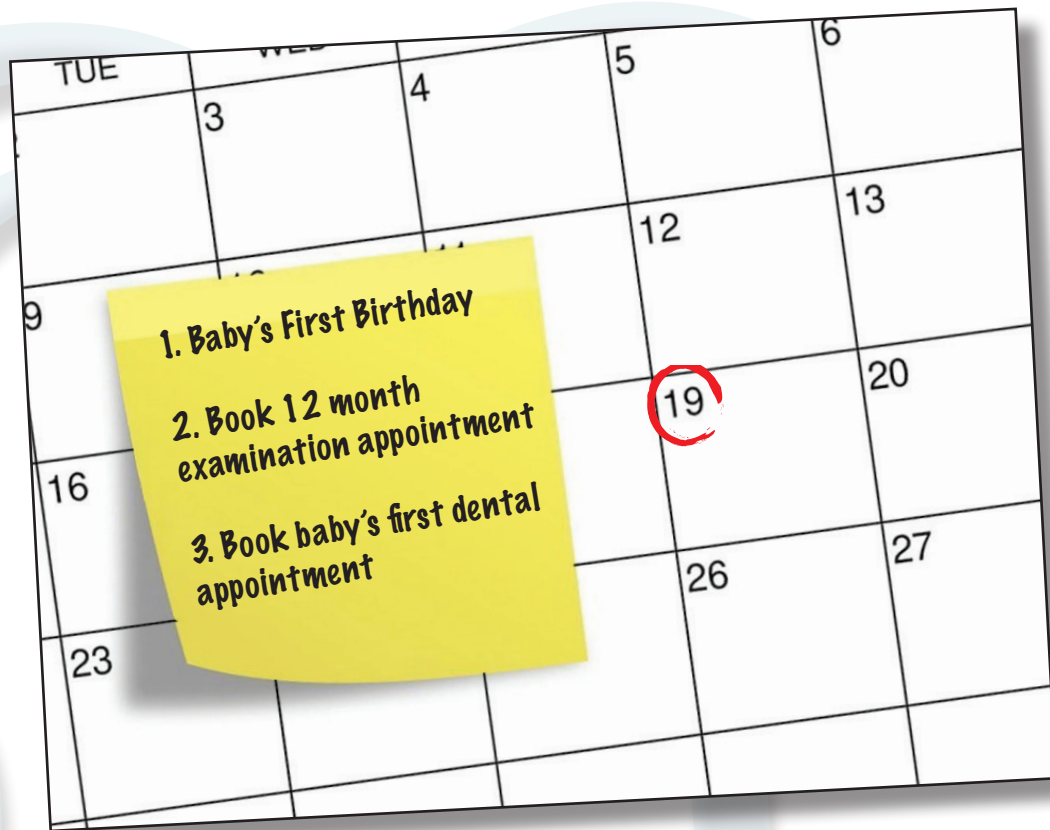 TUE WED
3 4 5 6
9 12 13
16 19 20
23 26 27
1. Baby's First Birthday
2. Book 12 month
examination appointment
3. Book baby's first dental
appointment